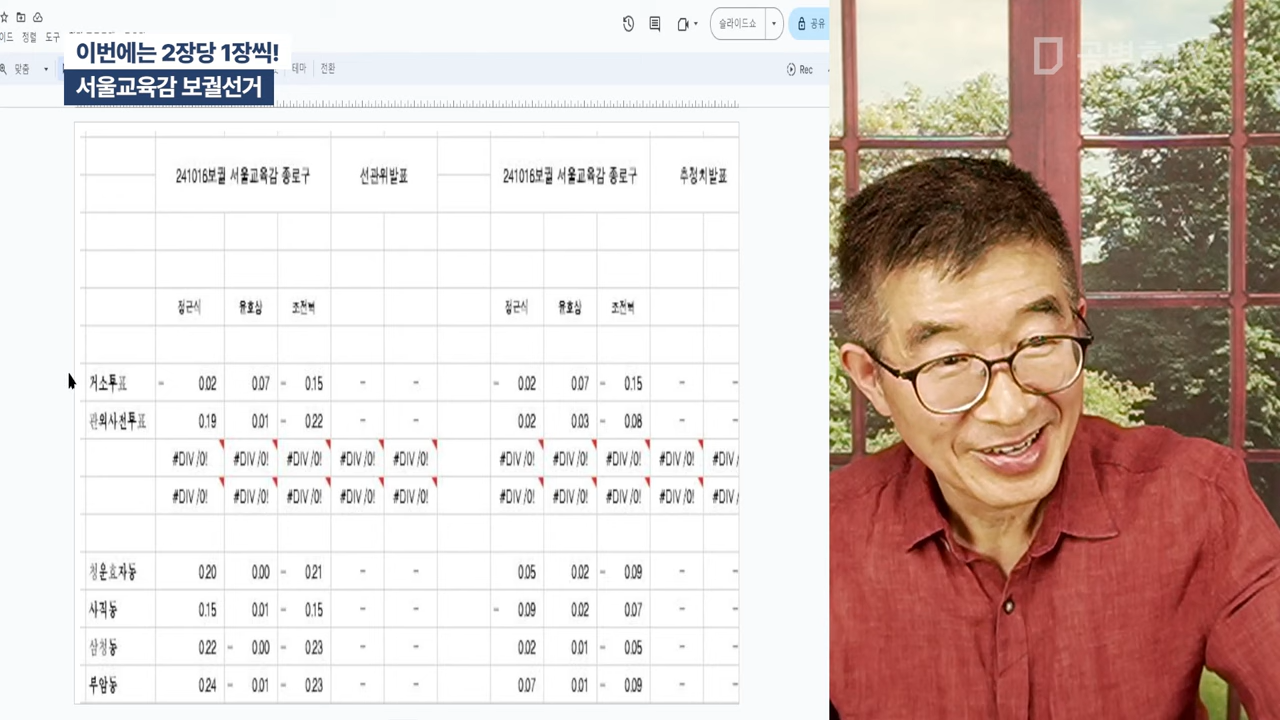 이드 정렬 도구
슬라이드쇼
공유
이번에는 2장당 1장씩!
서울교육감 보궐선거
맞춤
테마 전환
Rec
241016보궐 서울교육감 종로구 선관위발표 241016보궐 서울교육감 종로구 추정치발표
정근식 윤호상 조전혁 정근식 윤호상 조전혁
거소투표 - 0.02 0.07 - 0.15 - - - 0.02 0.07 - 0.15 - -
관외사전투표 0.19 0.01 - 0.22 - - 0.02 0.03 - 0.08 - -
#DIV/0! #DIV/0! #DIV/0! #DIV/0! #DIV/0! #DIV/0! #DIV/0! #DIV/0! #DIV/0! #DIV/
#DIV/0! #DIV/0! #DIV/0! #DIV/0! #DIV/0! #DIV/0! #DIV/0! #DIV/0! #DIV/0! #DIV/
청운효자동 0.20 0.00 - 0.21 - - 0.05 0.02 - 0.09 - -
사직동 0.15 0.01 - 0.15 - - - 0.09 0.02 0.07 - -
삼청동 0.22 - 0.00 - 0.23 - - 0.02 0.01 - 0.05 - -
부암동 0.24 - 0.01 - 0.23 - - 0.07 0.01 - 0.09 - -